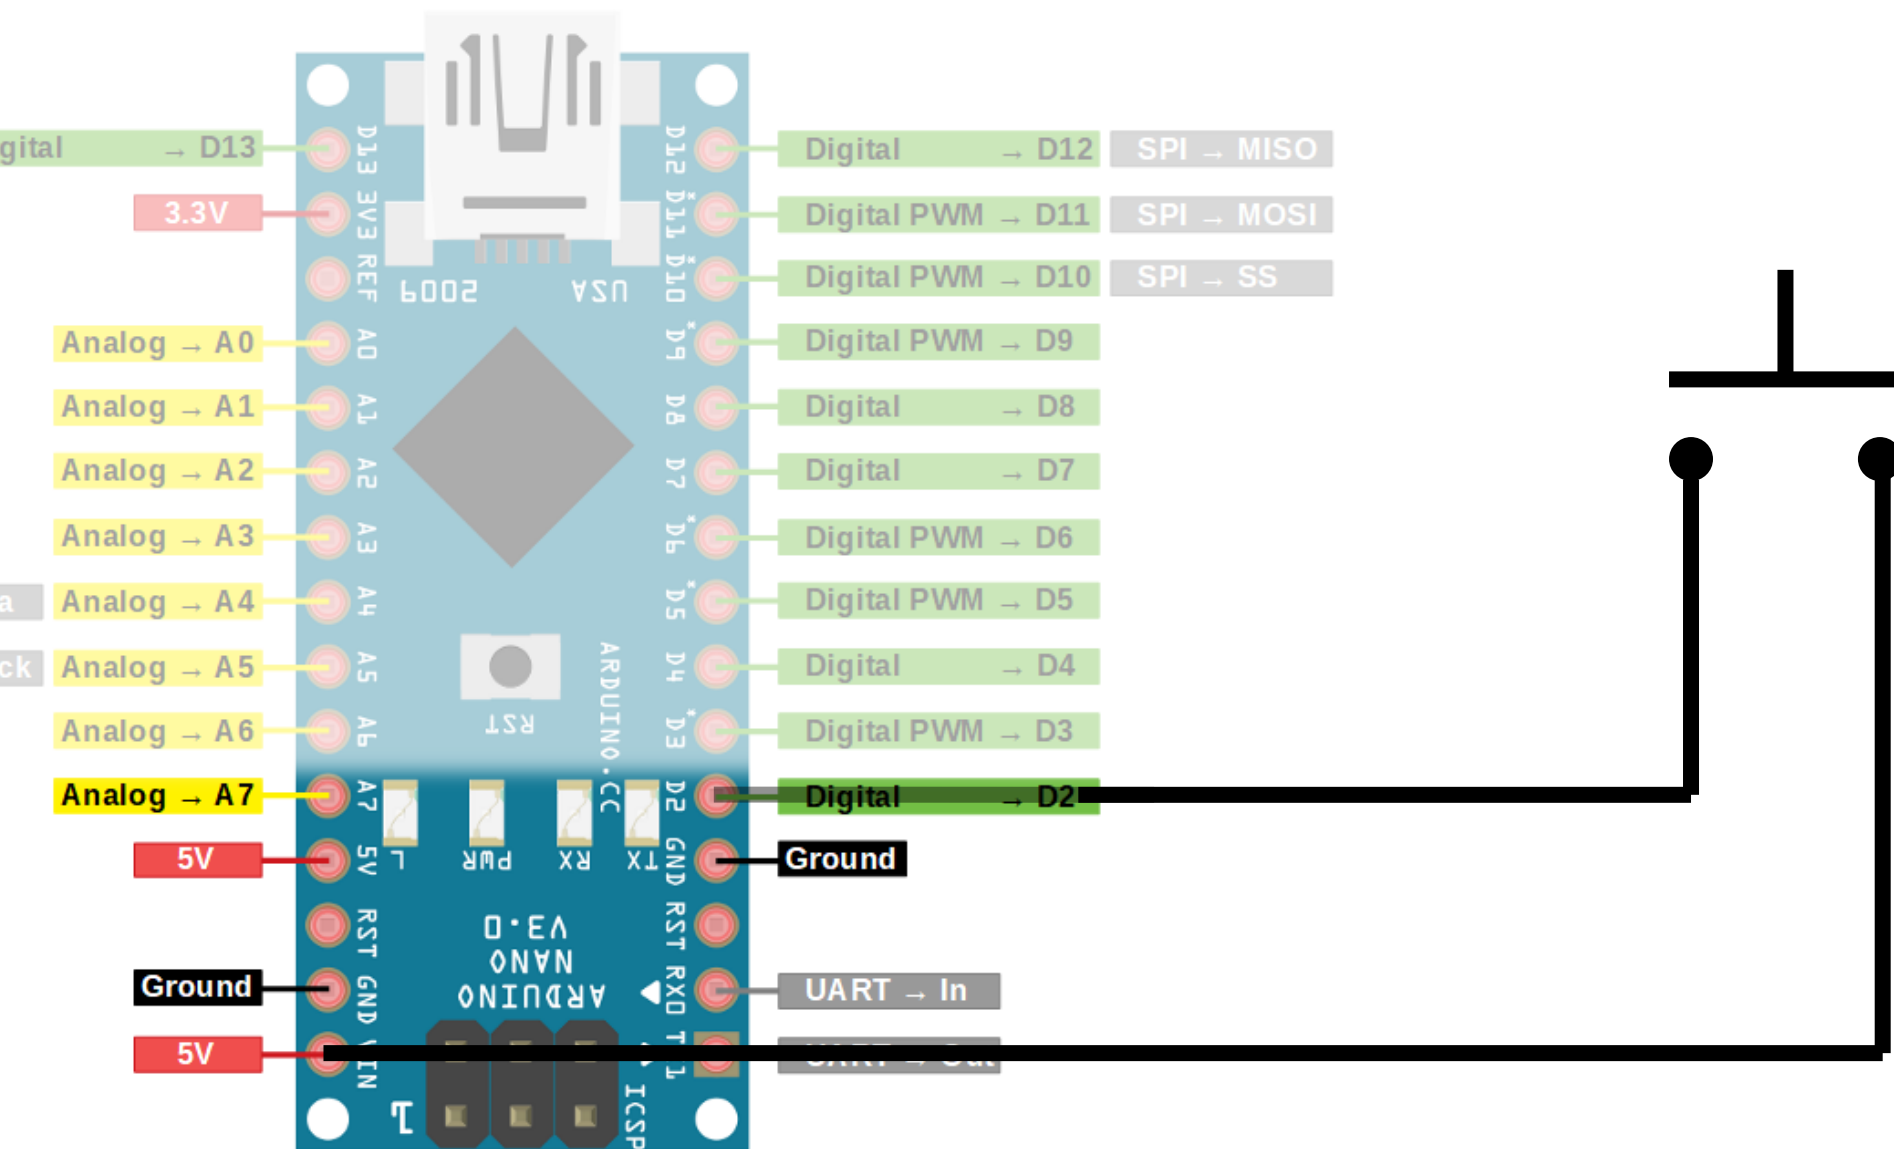 gital → D13
3.3V
Analog → A0
Analog → A1
Analog → A2
Analog → A3
a Analog → A4
ck Analog → A5
Analog → A6
Analog → A7
5V
Ground
5V
D13
3V3
REF
A0
A1
A2
A3
A4
A5
A6
A7
5V
RST
GND
VIN
2009
USA
RST
ARDUINO.CC
L
PWR
RX
TX
V3.0
NANO
ARDUINO
1
ICSP
D12
D11*
D10*
D9*
D8
D7
D6*
D5*
D4
D3*
D2
GND
RST
RX0
Digital → D12 SPI → MISO
Digital PWM → D11 SPI → MOSI
Digital PWM → D10 SPI → SS
Digital PWM → D9
Digital → D8
Digital → D7
Digital PWM → D6
Digital PWM → D5
Digital → D4
Digital PWM → D3
Digital → D2
Ground
UART → In
UART → Out